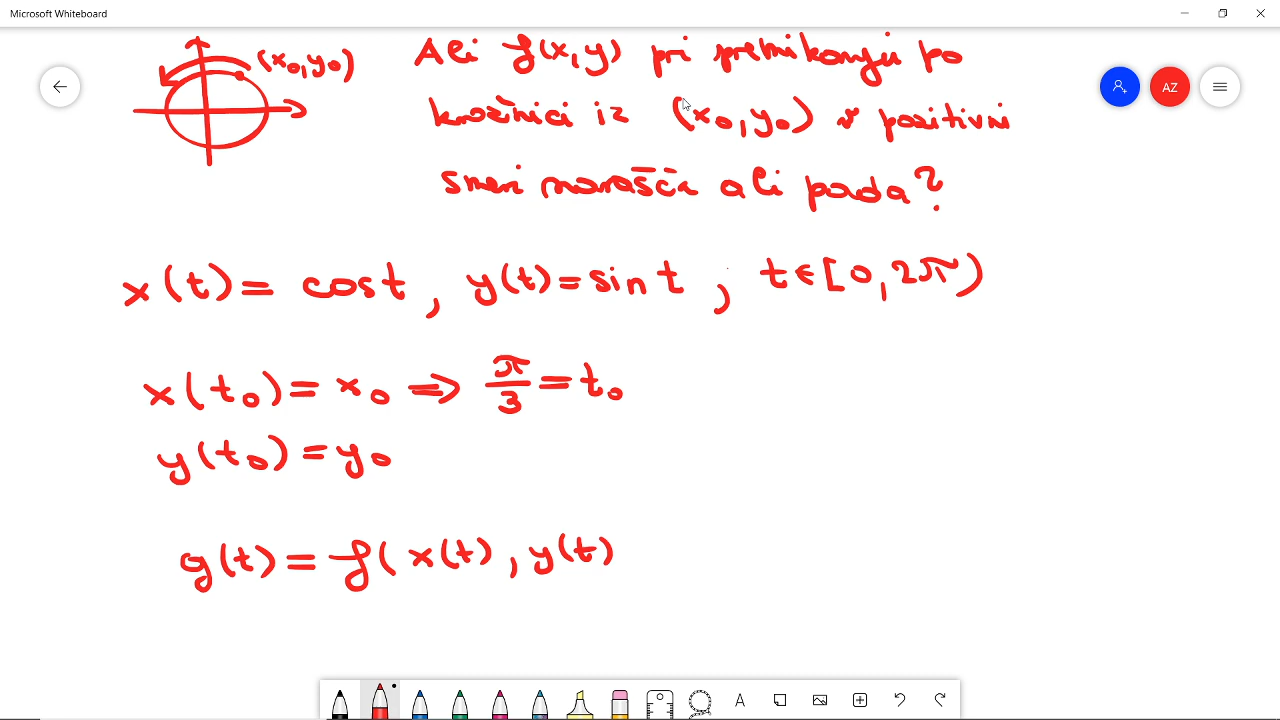 Microsoft Whiteboard
(x₀,y₀)
Ali f(x,y) pri premikanju po
krožnici iz (x₀,y₀) v pozitivni
AZ
smeri narašča ali pada?
x(t) = cost, y(t)=sin t ; t∈[0,2π)
x(t₀) = x₀ ⇒ π/3 = t₀
y(t₀) = y₀
g(t) = f( x(t), y(t)
A